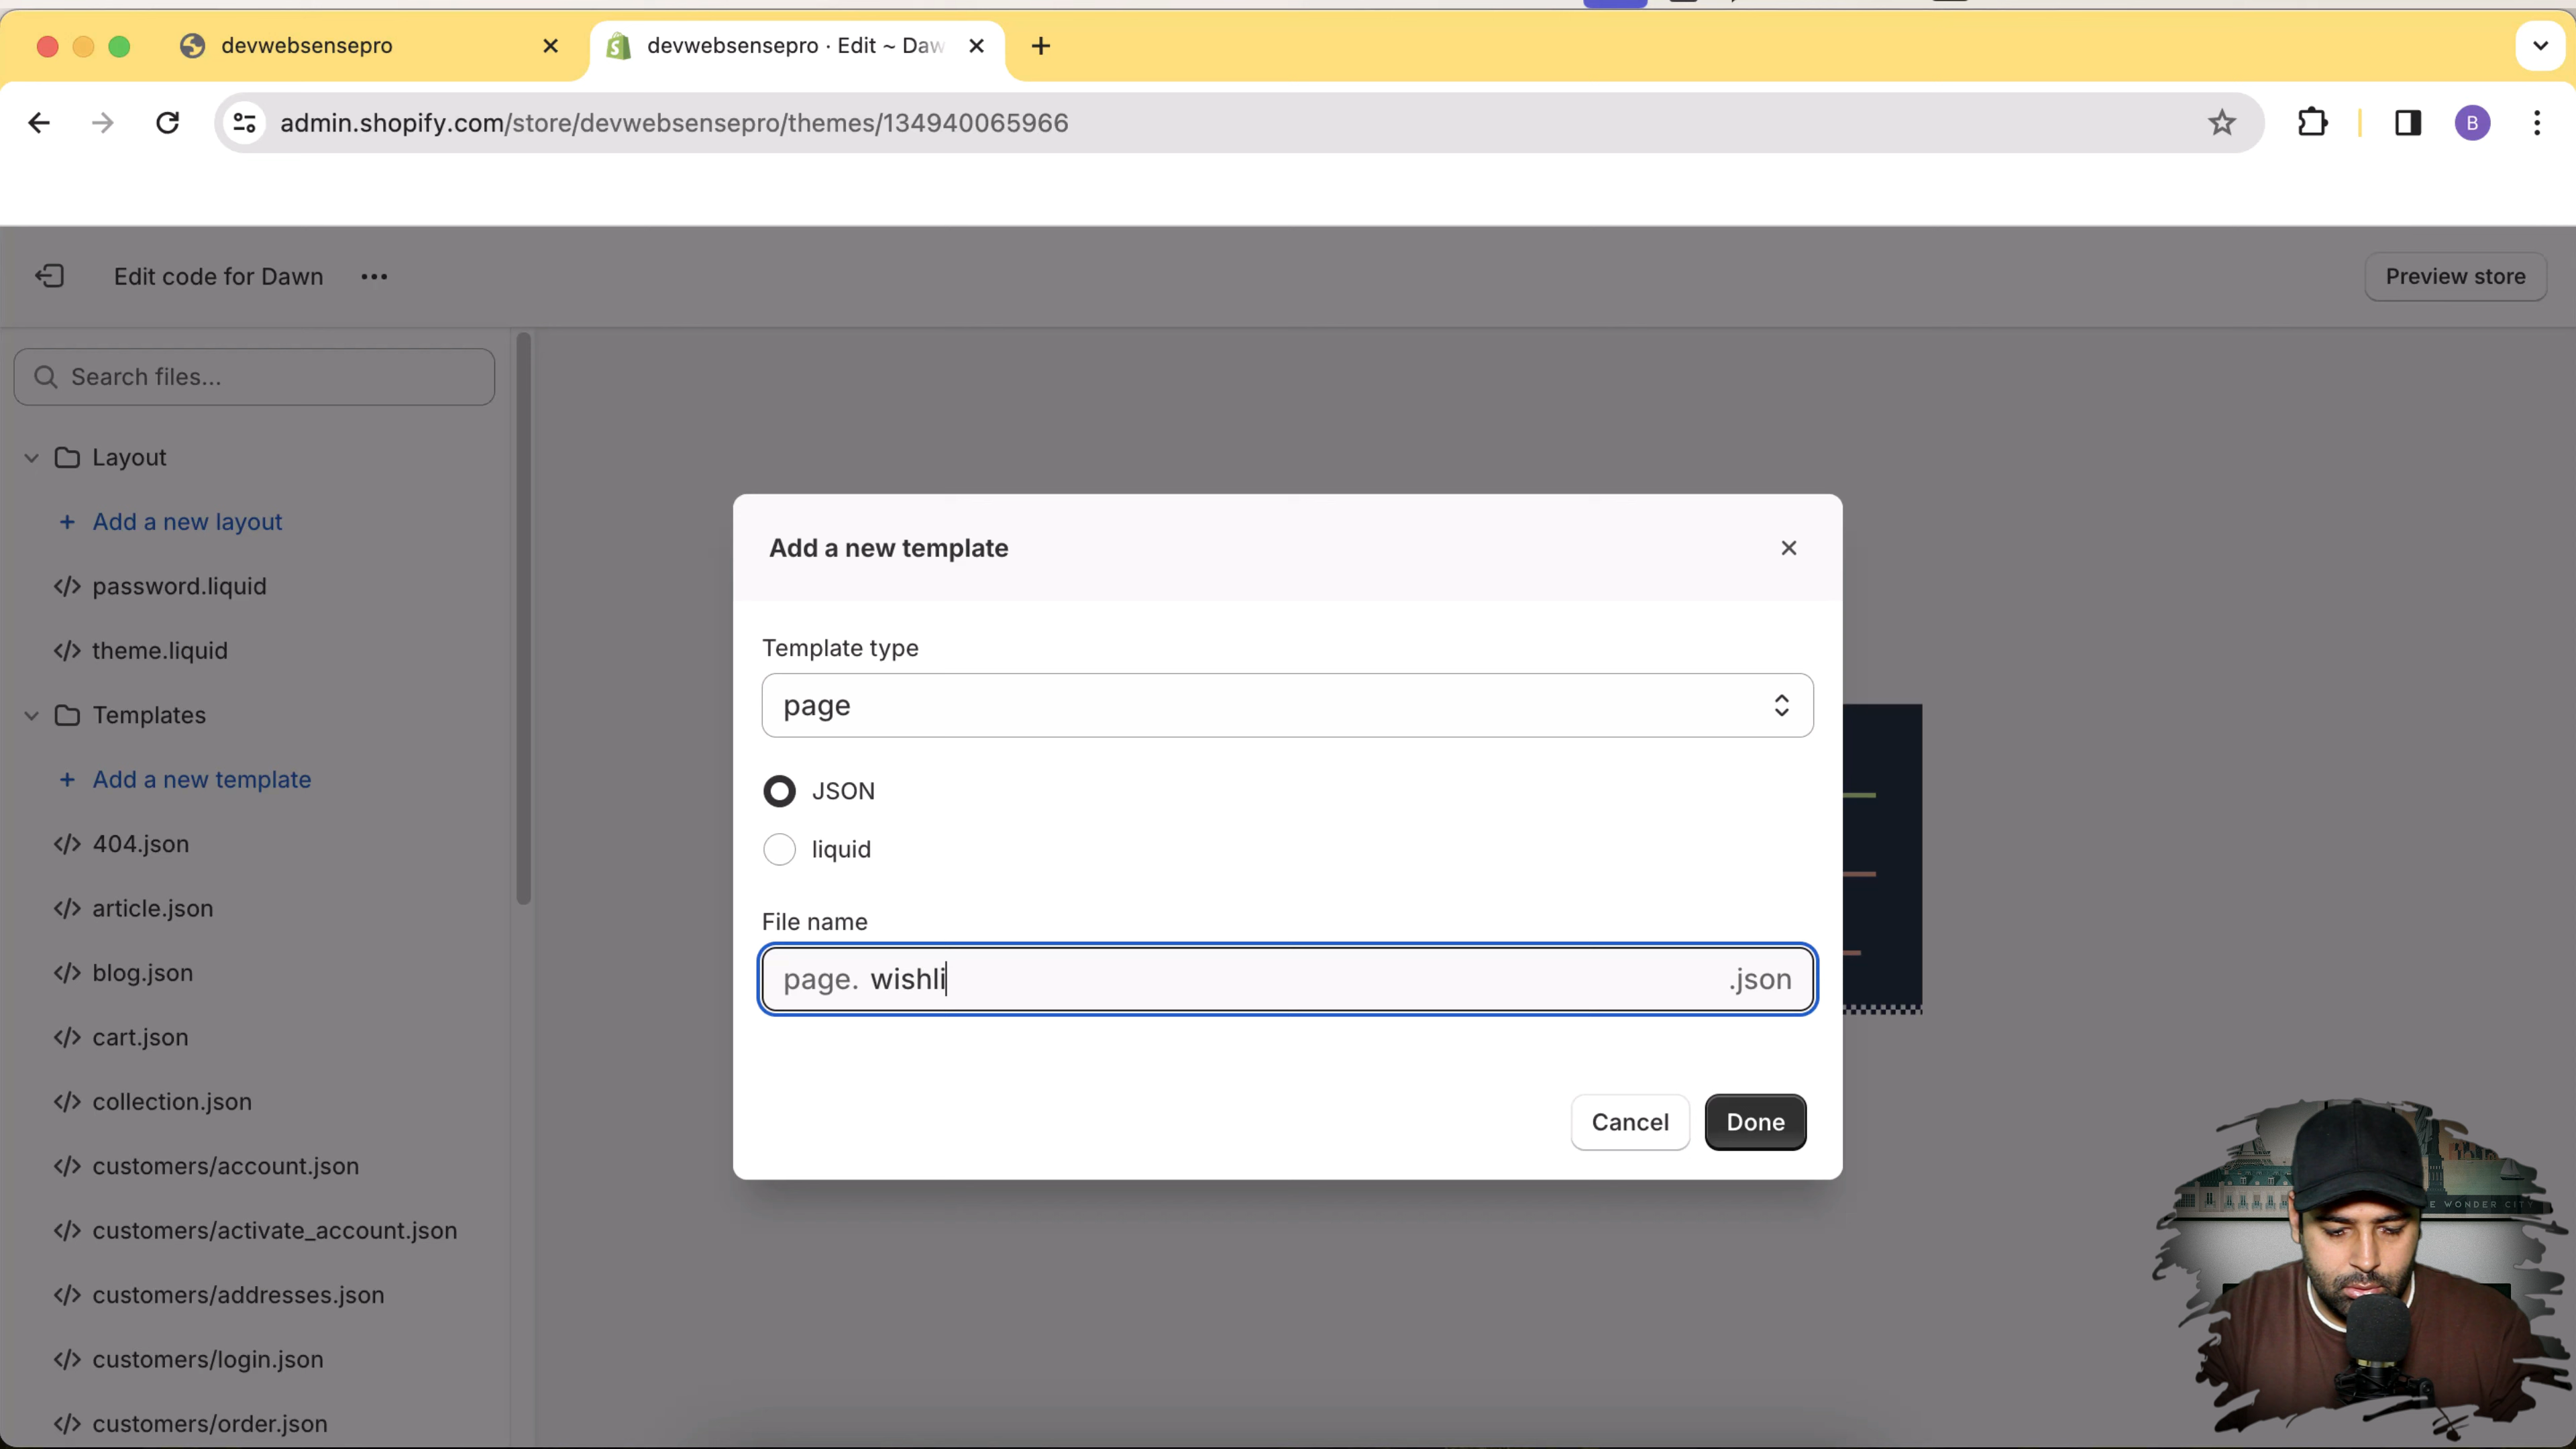 devwebsensepro
devwebsensepro · Edit ~ Daw
admin.shopify.com/store/devwebsensepro/themes/134940065966
B
Edit code for Dawn
Preview store
Search files...
Layout
Add a new layout
password.liquid
theme.liquid
Templates
Add a new template
404.json
article.json
blog.json
cart.json
collection.json
customers/account.json
customers/activate_account.json
customers/addresses.json
customers/login.json
customers/order.json
Add a new template
Template type
page
JSON
liquid
File name
page. wishli .json
Cancel
Done
E WONDER CITY